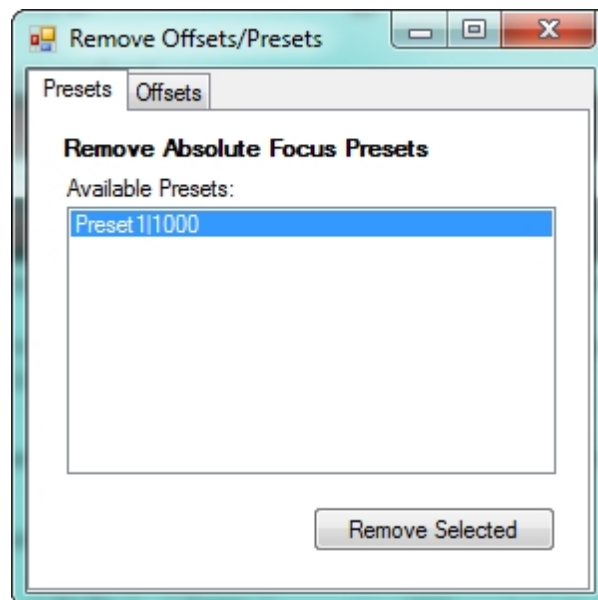 Remove Offsets/Presets
Presets Offsets
Remove Absolute Focus Presets
Available Presets:
Preset1|1000
Remove Selected